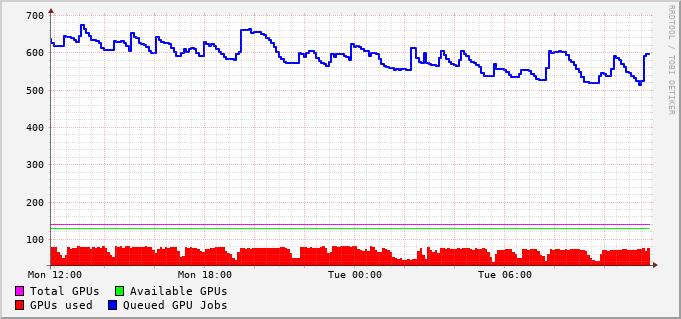 700
600
500
400
300
200
100
Mon 12:00 Mon 18:00 Tue 00:00 Tue 06:00
Total GPUs Available GPUs
GPUs used Queued GPU Jobs
RRDTOOL / TOBI OETIKER